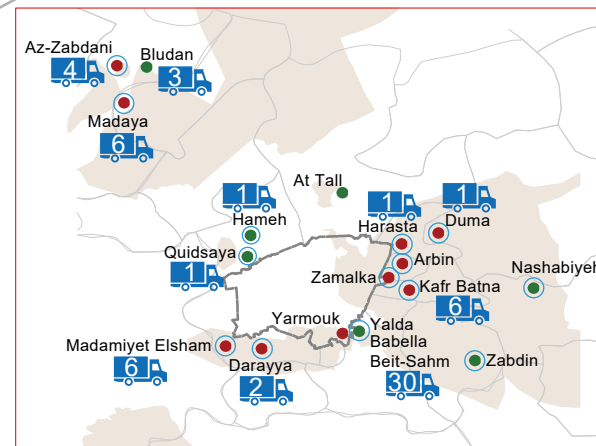 Az-Zabdani
Bludan
4
3
Madaya
6
At Tall
1
Hameh
1
Harasta
1
Duma
Quidsaya
1
Arbin
Zamalka
Nashabiyeh
Kafr Batna
6
Yarmouk
Yalda
Babella
Beit-Sahm
30
Madamiyet Elsham
6
Darayya
2
Zabdin